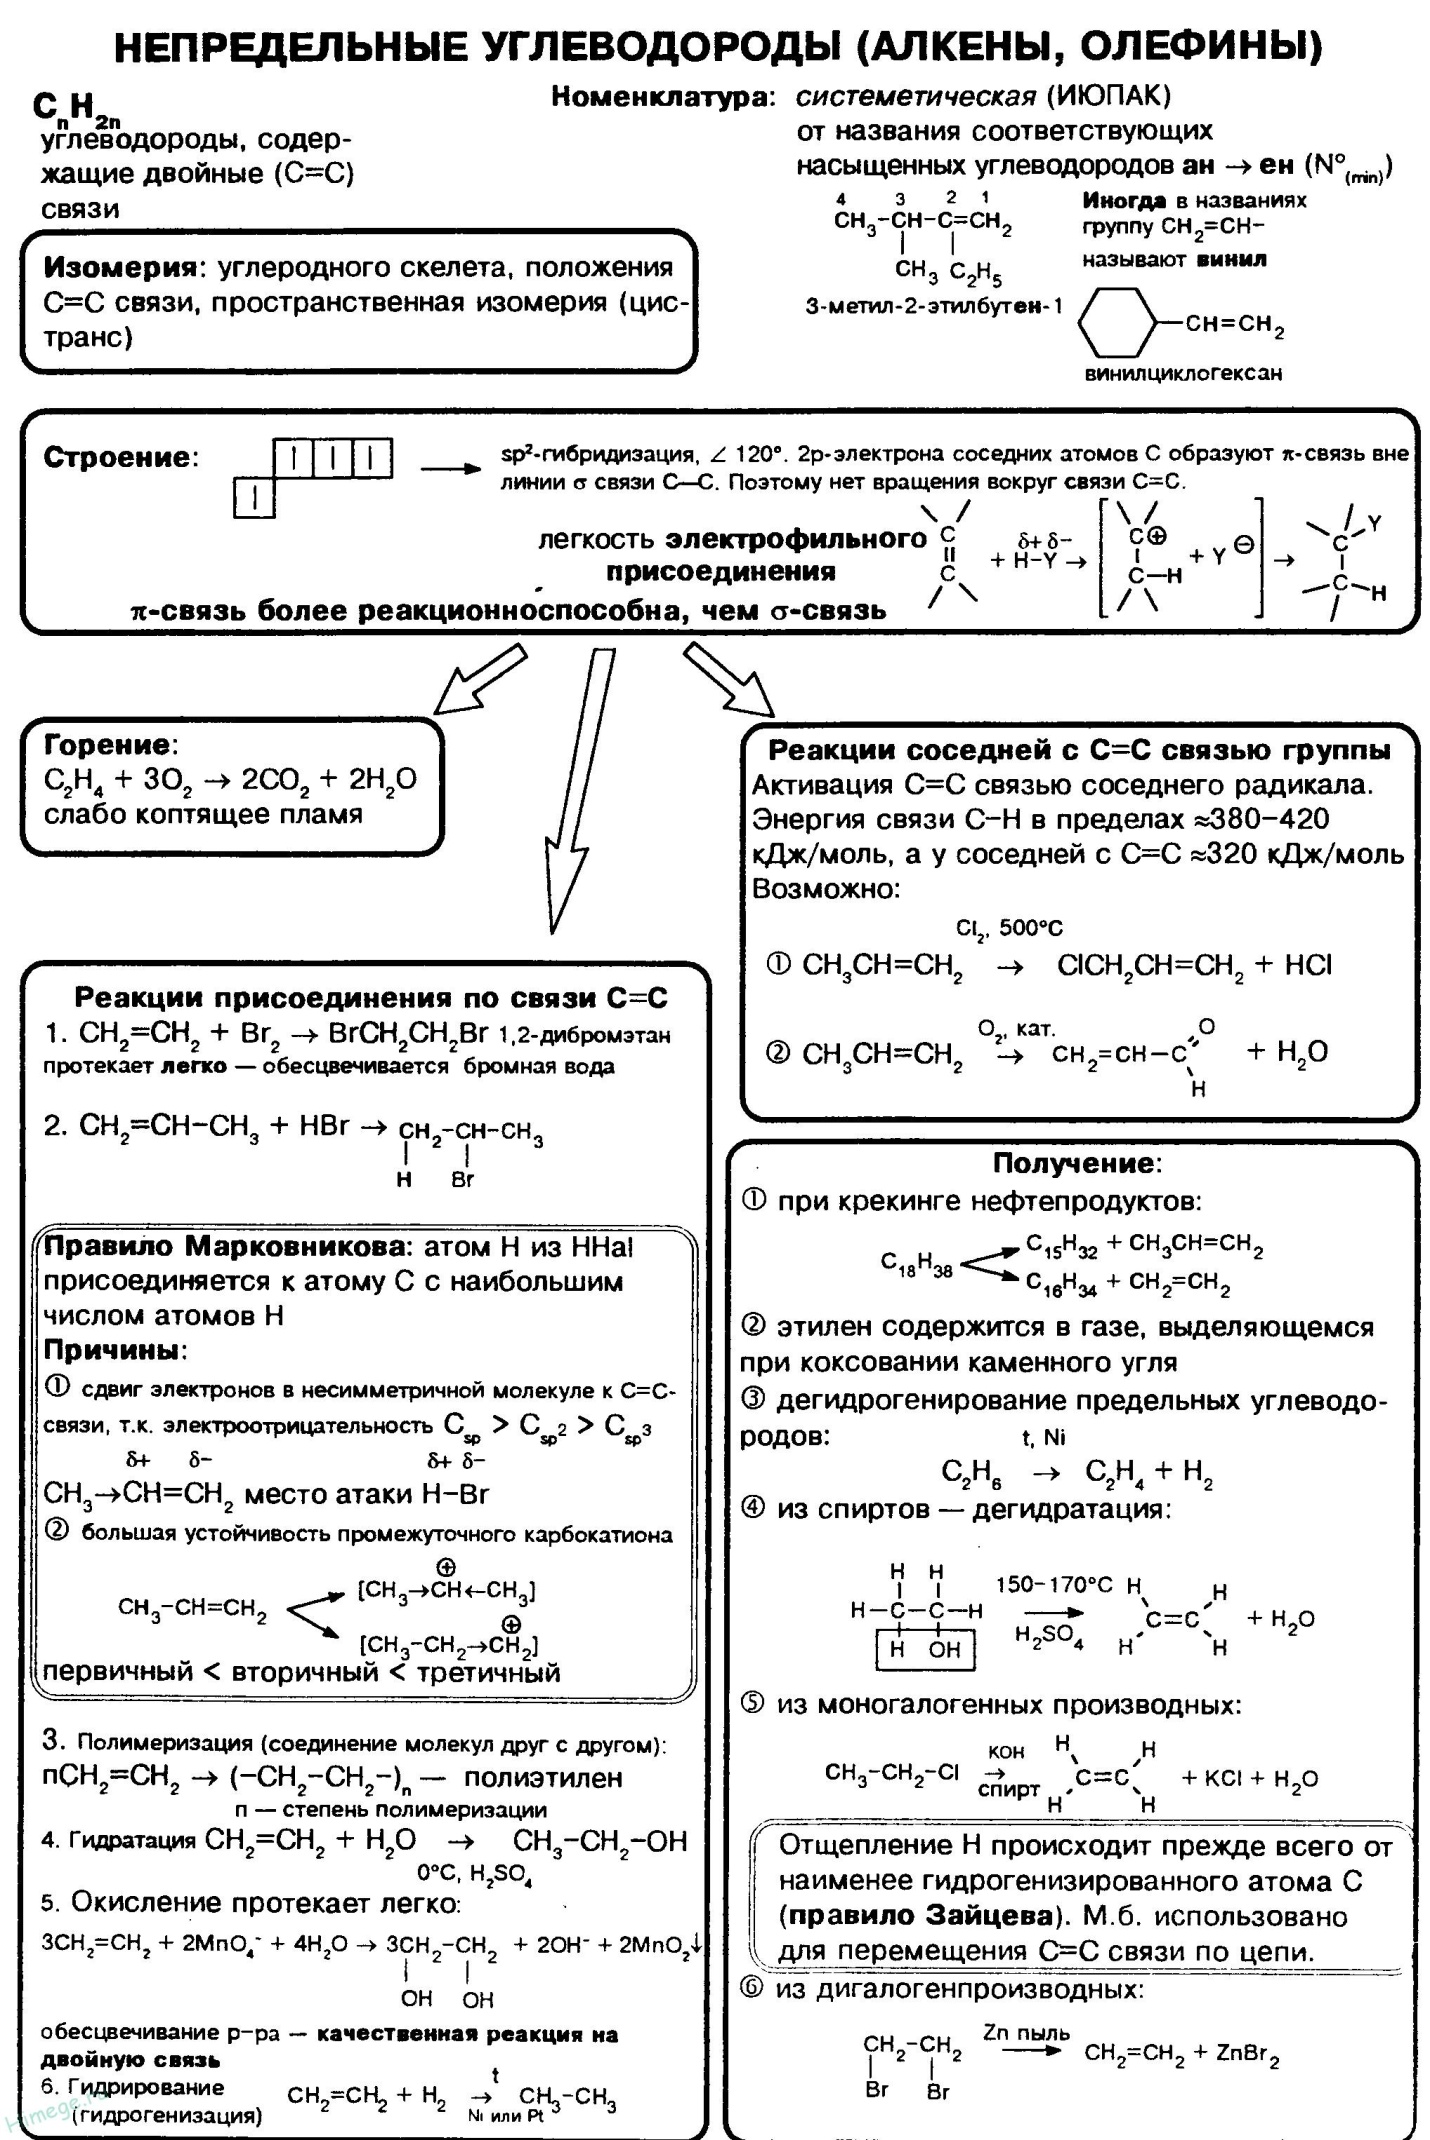 НЕПРЕДЕЛЬНЫЕ УГЛЕВОДОРОДЫ (АЛКЕНЫ, ОЛЕФИНЫ)
CnH2n
углеводороды, содер-
жащие двойные (C=C)
связи
Номенклатура: системетическая (ИЮПАК)
от названия соответствующих
насыщенных углеводородов ан → ен (N°(min))
4 3 2 1
CH3-CH-C=CH2
CH3 C2H5
3-метил-2-этилбутен-1
Иногда в названиях
группу CH2=CH-
называют винил
-CH=CH2
винилциклогексан
Изомерия: углеродного скелета, положения
C=C связи, пространственная изомерия (цис-
транс)
Строение:
sp²-гибридизация, ∠ 120°. 2p-электрона соседних атомов C образуют π-связь вне
линии σ связи C—C. Поэтому нет вращения вокруг связи C=C.
легкость электрофильного
присоединения
C=C + δ+ δ- H-Y → [C⊕ C-H + Y⊖] → C-Y C-H
π-связь более реакционноспособна, чем σ-связь
Горение:
C2H4 + 3O2 → 2CO2 + 2H2O
слабо коптящее пламя
Реакции соседней с C=C связью группы
Активация C=C связью соседнего радикала.
Энергия связи C-H в пределах ≈380-420
кДж/моль, а у соседней с C=C ≈320 кДж/моль
Возможно:
Cl2, 500°C
① CH3CH=CH2 → ClCH2CH=CH2 + HCl
O2, кат. O
② CH3CH=CH2 → CH2=CH-C + H2O
H
Реакции присоединения по связи C=C
1. CH2=CH2 + Br2 → BrCH2CH2Br 1,2-дибромэтан
протекает легко — обесцвечивается бромная вода
2. CH2=CH-CH3 + HBr → CH2-CH-CH3
H Br
Правило Марковникова: атом H из HHal
присоединяется к атому C с наибольшим
числом атомов H
Причины:
① сдвиг электронов в несимметричной молекуле к C=C-
связи, т.к. электроотрицательность Csp > Csp2 > Csp3
δ+ δ- δ+ δ-
CH3→CH=CH2 место атаки H-Br
② большая устойчивость промежуточного карбокатиона
⊕
[CH3→CH←CH3]
CH3-CH=CH2
⊕
[CH3-CH2→CH2]
первичный < вторичный < третичный
3. Полимеризация (соединение молекул друг с другом):
nCH2=CH2 → (-CH2-CH2-)n — полиэтилен
n — степень полимеризации
4. Гидратация CH2=CH2 + H2O → CH3-CH2-OH
0°C, H2SO4
5. Окисление протекает легко:
3CH2=CH2 + 2MnO4- + 4H2O → 3CH2-CH2 + 2OH- + 2MnO2↓
OH OH
обесцвечивание р-ра — качественная реакция на
двойную связь
6. Гидрирование
(гидрогенизация)
t
CH2=CH2 + H2 → CH3-CH3
Ni или Pt
Получение:
① при крекинге нефтепродуктов:
C15H32 + CH3CH=CH2
C18H38
C16H34 + CH2=CH2
② этилен содержится в газе, выделяющемся
при коксовании каменного угля
③ дегидрогенирование предельных углеводо-
родов:
t, Ni
C2H6 → C2H4 + H2
④ из спиртов — дегидратация:
H H 150-170°C H H
H-C-C-H → C=C + H2O
H OH H2SO4 H H
⑤ из моногалогенных производных:
КОН H H
CH3-CH2-Cl → C=C + KCl + H2O
спирт H H
Отщепление H происходит прежде всего от
наименее гидрогенизированного атома C
(правило Зайцева). М.б. использовано
для перемещения C=C связи по цепи.
⑥ из дигалогенпроизводных:
Zn пыль
CH2-CH2 → CH2=CH2 + ZnBr2
Br Br